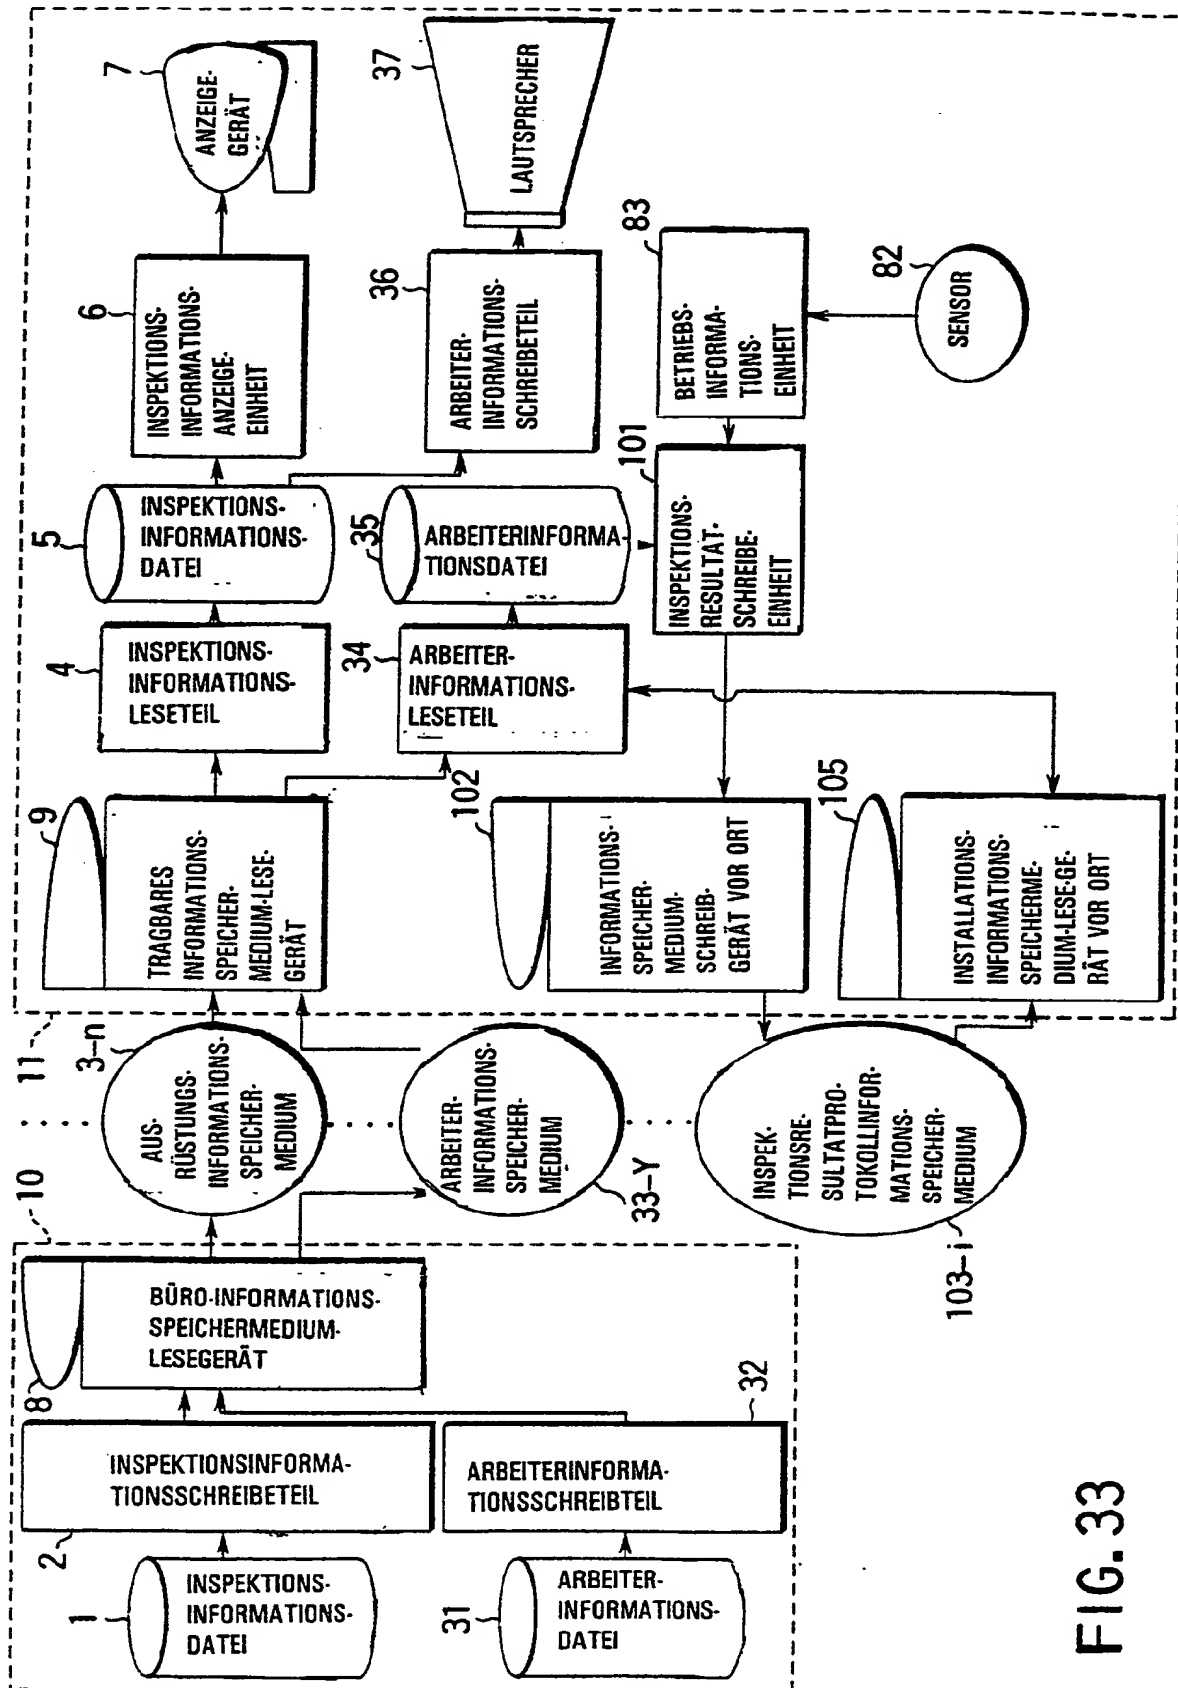 10
1
INSPEKTIONS-
INFORMATIONS-
DATEI
2
INSPEKTIONSINFORMA-
TIONSSCHREIBETEIL
8
BÜRO-INFORMATIONS-
SPEICHERMEDIUM-
LESEGERÄT
31
ARBEITER-
INFORMATIONS-
DATEI
32
ARBEITERINFORMA-
TIONSSCHREIBTEIL
3-n
AUS-
RÜSTUNGS-
INFORMATIONS-
SPEICHER-
MEDIUM
33-Y
ARBEITER-
INFORMATIONS-
SPEICHER-
MEDIUM
103-i
INSPEK-
TIONSRE-
SULTATPRO-
TOKOLLINFOR-
MATIONS-
SPEICHER-
MEDIUM
11
9
TRAGBARES
INFORMATIONS-
SPEICHER-
MEDIUM-LESE-
GERÄT
4
INSPEKTIONS-
INFORMATIONS-
LESETEIL
5
INSPEKTIONS-
INFORMATIONS-
DATEI
6
INSPEKTIONS-
INFORMATIONS-
ANZEIGE-
EINHEIT
7
ANZEIGE-
GERÄT
34
ARBEITER-
INFORMATIONS-
LESETEIL
35
ARBEITERINFORMA-
TIONSDATEI
36
ARBEITER-
INFORMATIONS-
SCHREIBETEIL
37
LAUTSPRECHER
102
INFORMATIONS-
SPEICHER-
MEDIUM-
SCHREIB-
GERÄT VOR ORT
101
INSPEKTIONS-
RESULTAT-
SCHREIBE-
EINHEIT
83
BETRIEBS-
INFORMA-
TIONS-
EINHEIT
82
SENSOR
105
INSTALLATIONS-
INFORMATIONS-
SPEICHERME-
DIUM-LESE-GE-
RÄT VOR ORT
FIG. 33